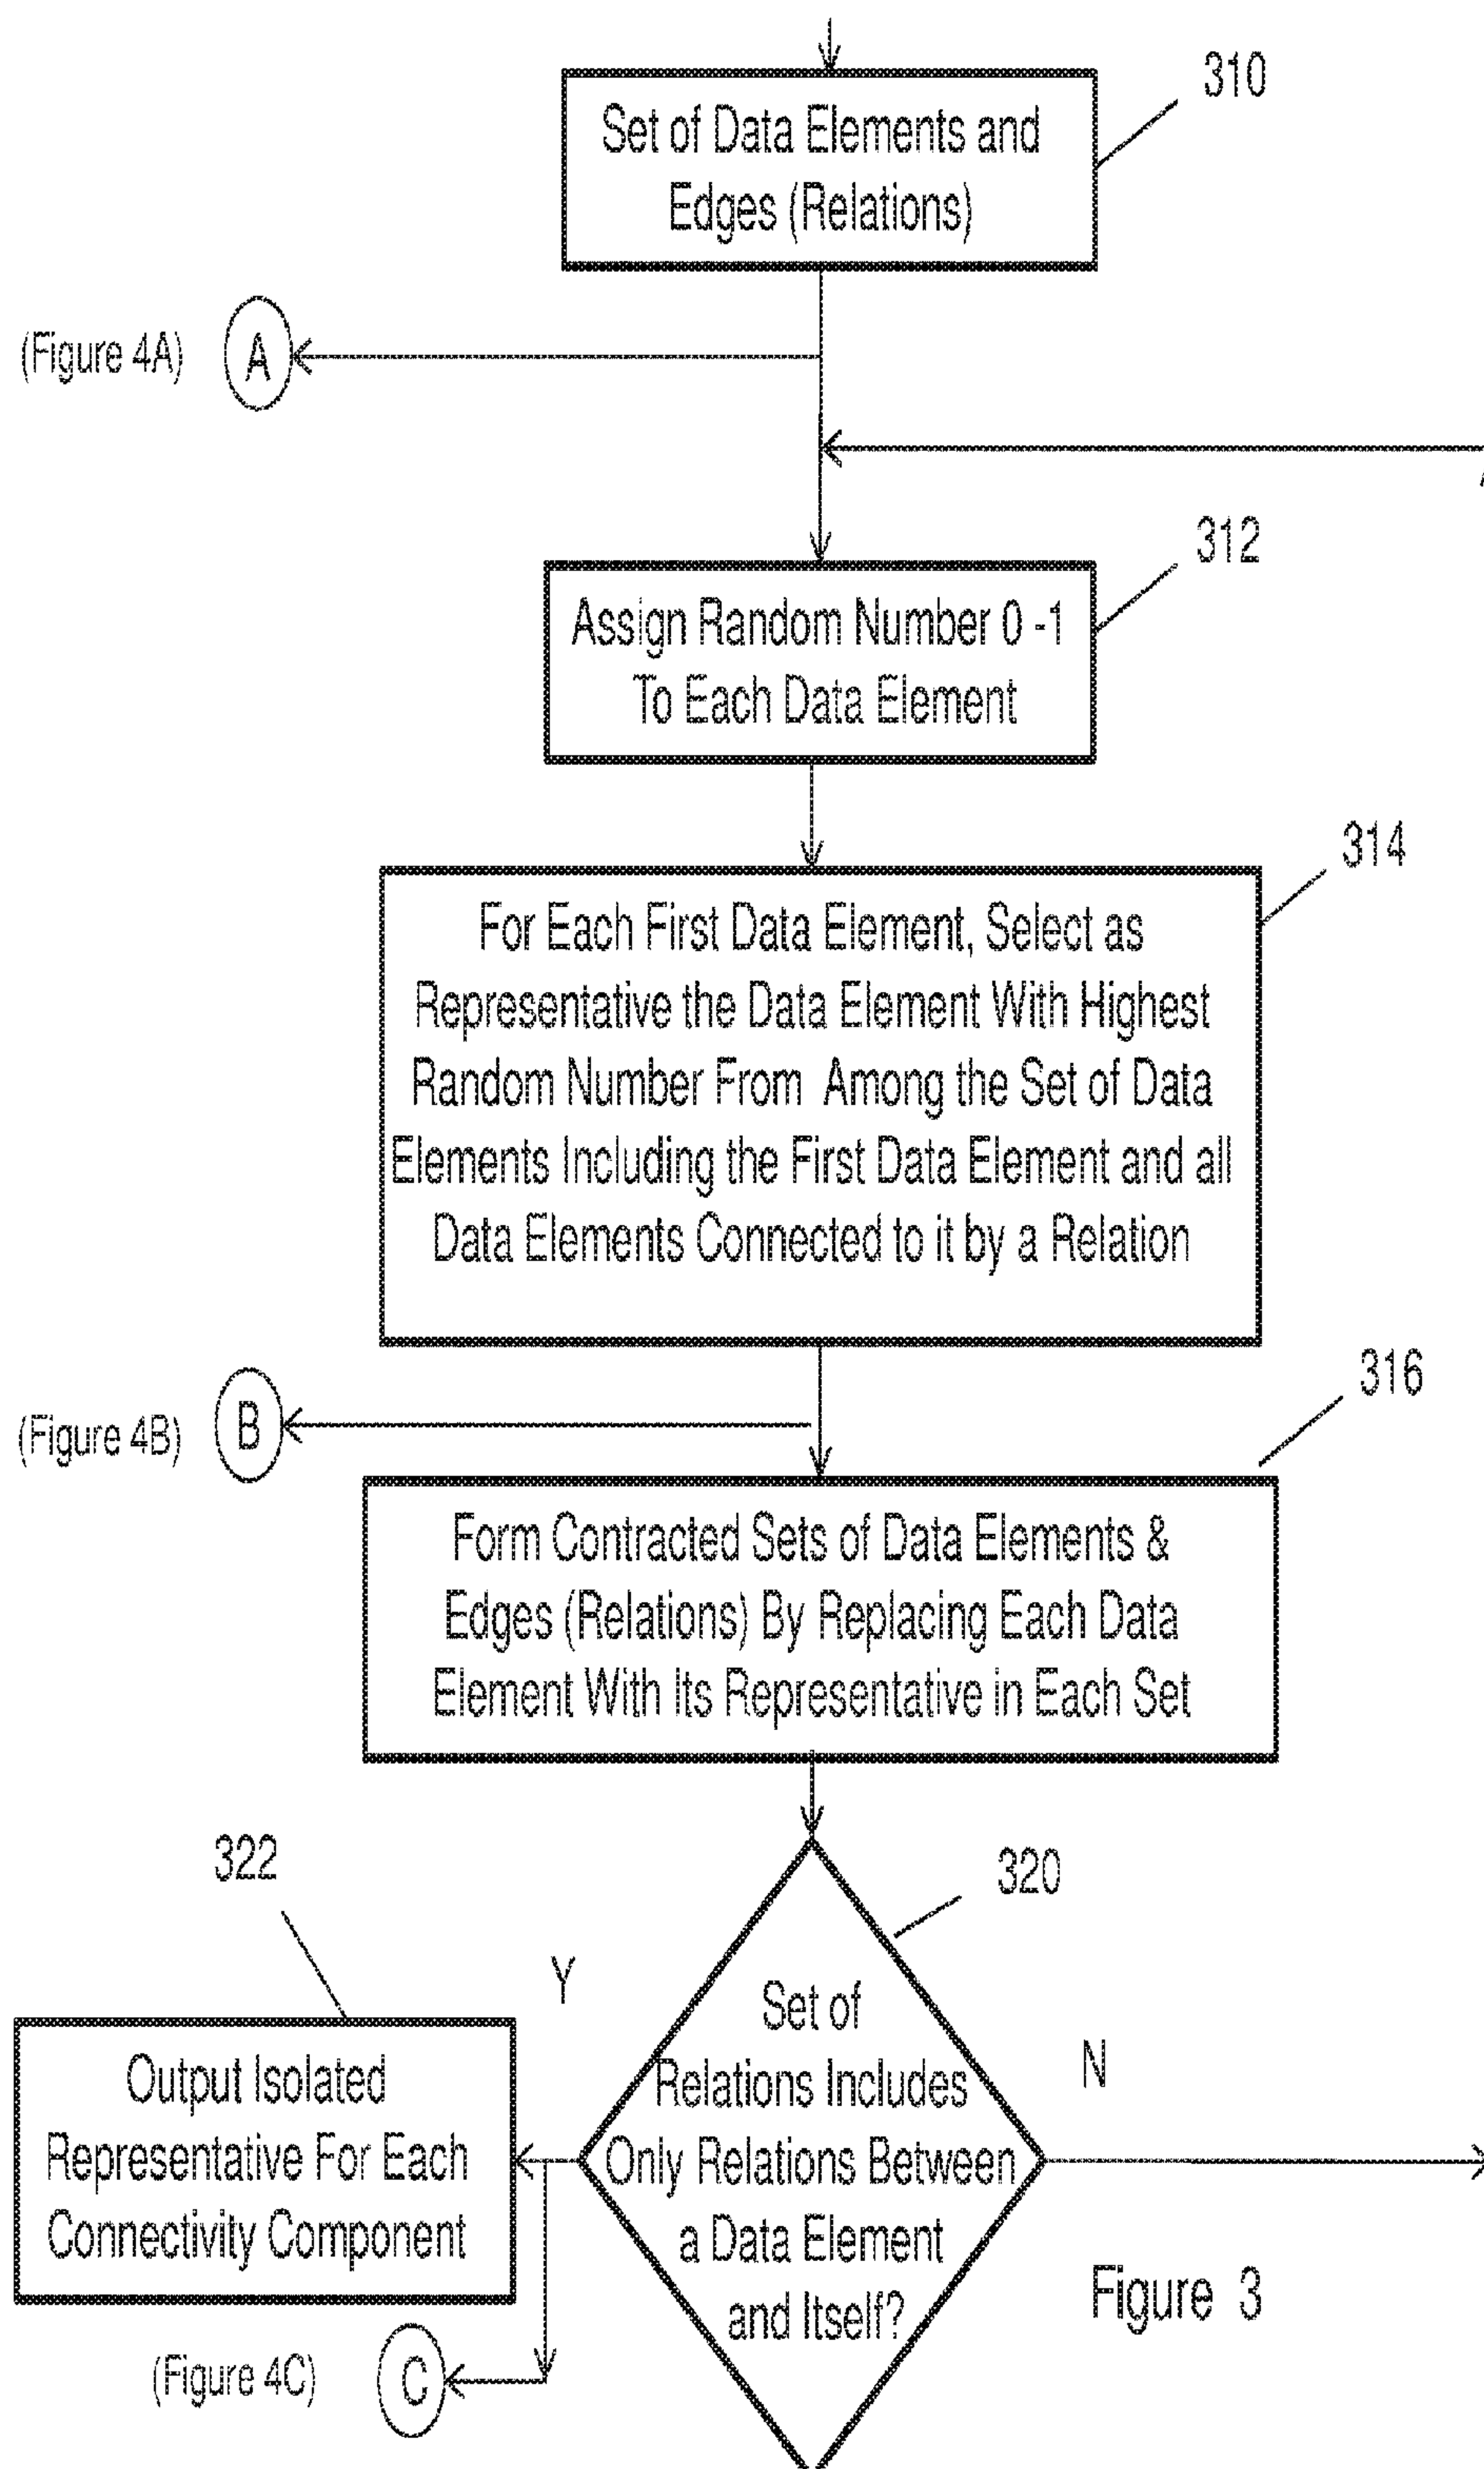 310
Set of Data Elements and
Edges (Relations)
(Figure 4A)
A
312
Assign Random Number 0 -1
To Each Data Element
314
For Each First Data Element, Select as
Representative the Data Element With Highest
Random Number From Among the Set of Data
Elements Including the First Data Element and all
Data Elements Connected to it by a Relation
316
(Figure 4B)
B
Form Contracted Sets of Data Elements &
Edges (Relations) By Replacing Each Data
Element With Its Representative in Each Set
322
320
Y
Set of
Relations Includes
Only Relations Between
a Data Element
and Itself?
N
Output Isolated
Representative For Each
Connectivity Component
Figure 3
(Figure 4C)
C